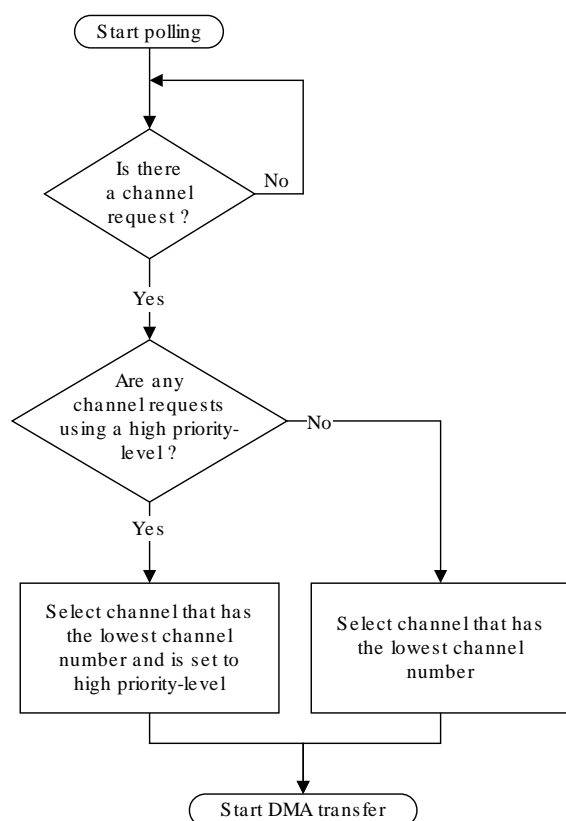 Start polling
Is there
a channel
request ?
No
Yes
Are any
channel requests
using a high priority-
level ?
No
Yes
Select channel that has
the lowest channel
number and is set to
high priority-level
Select channel that has
the lowest channel
number
Start DMA transfer